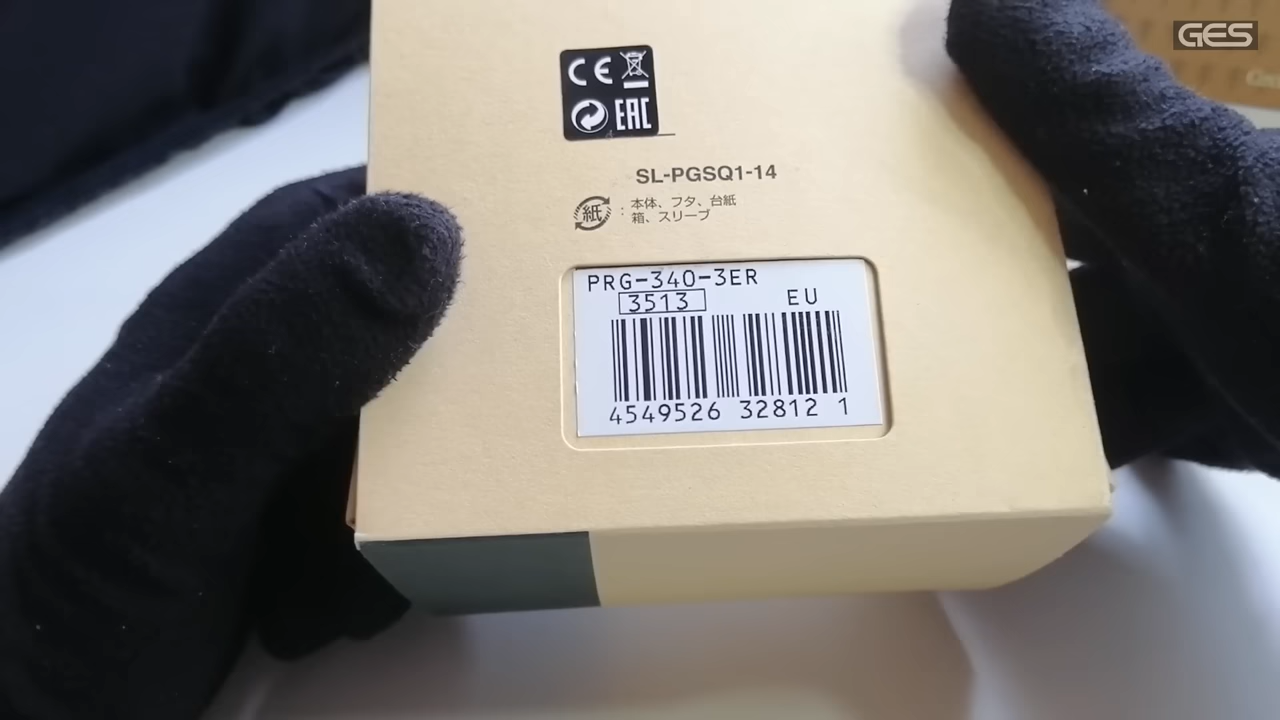 GES
CE
EAC
SL-PGSQ1-14
紙 : 本体、フタ、台紙
箱、スリーブ
PRG-340-3ER
3513
EU
4549526 32812 1